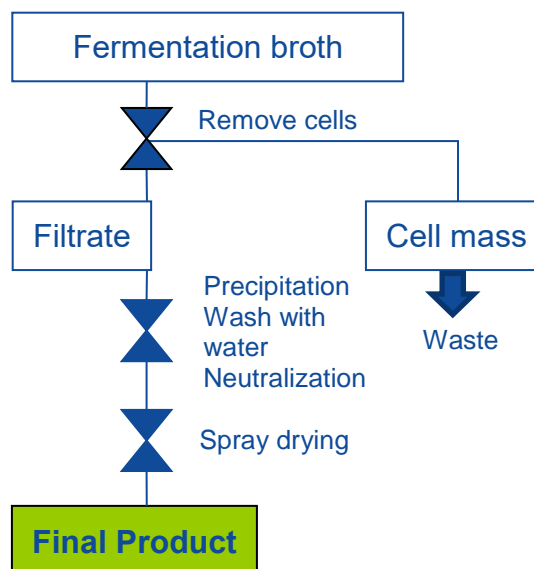 Fermentation broth
Remove cells
Filtrate
Cell mass
Precipitation
Wash with
water
Neutralization
Waste
Spray drying
Final Product